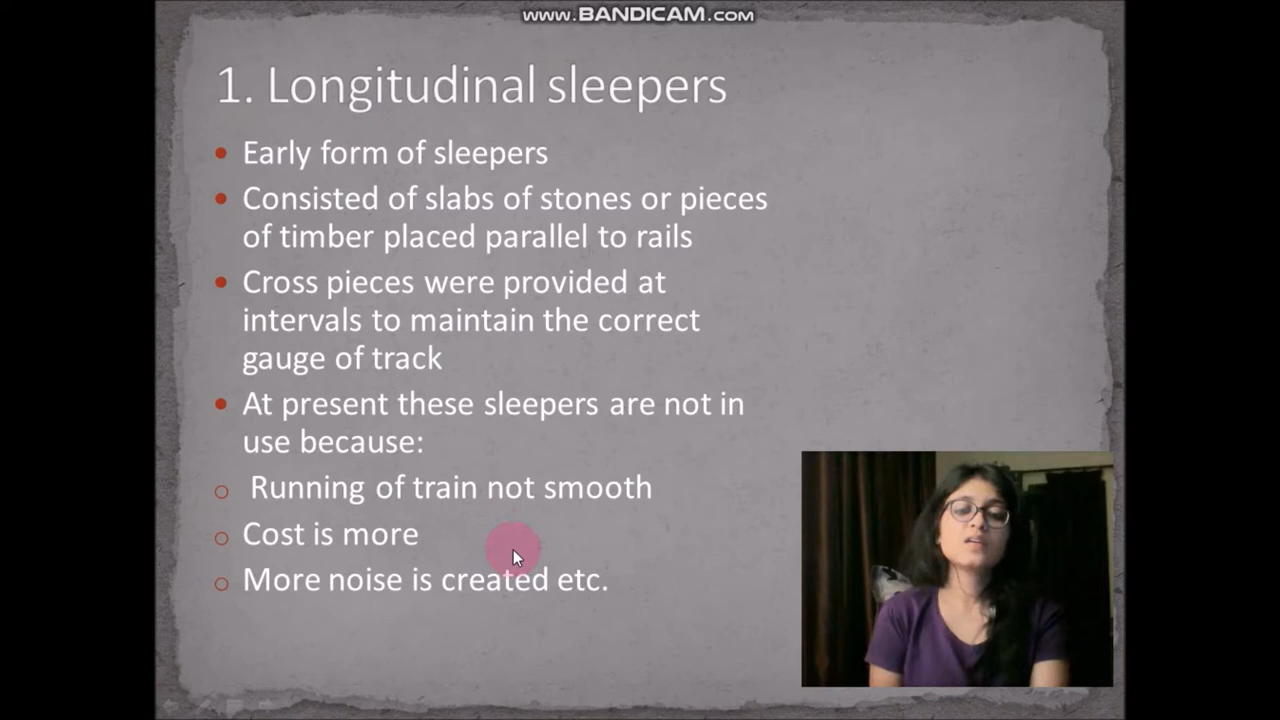 www.BANDICAM.com
1. Longitudinal sleepers
• Early form of sleepers
• Consisted of slabs of stones or pieces
of timber placed parallel to rails
• Cross pieces were provided at
intervals to maintain the correct
gauge of track
• At present these sleepers are not in
use because:
o Running of train not smooth
o Cost is more
o More noise is created etc.